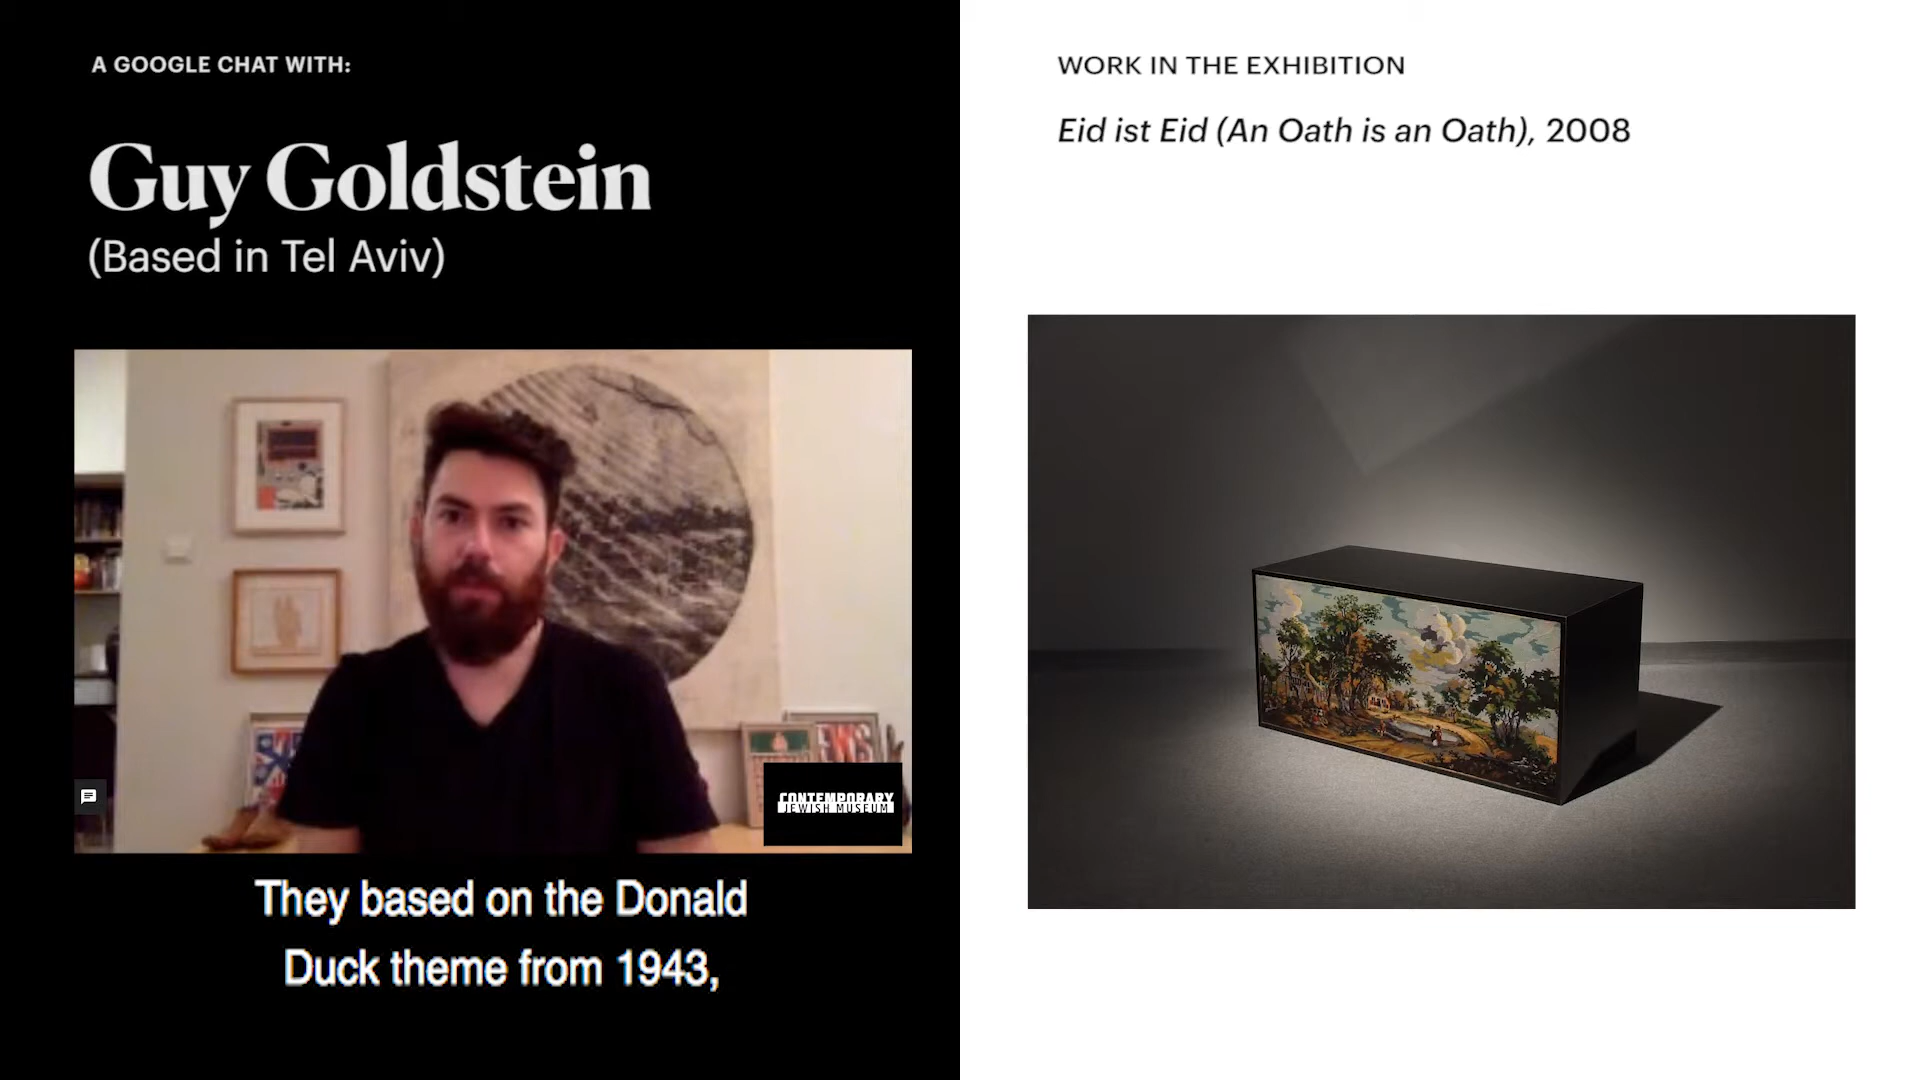 A GOOGLE CHAT WITH:
Guy Goldstein
(Based in Tel Aviv)
CONTEMPORARY
JEWISH MUSEUM
They based on the Donald
Duck theme from 1943,
WORK IN THE EXHIBITION
Eid ist Eid (An Oath is an Oath), 2008